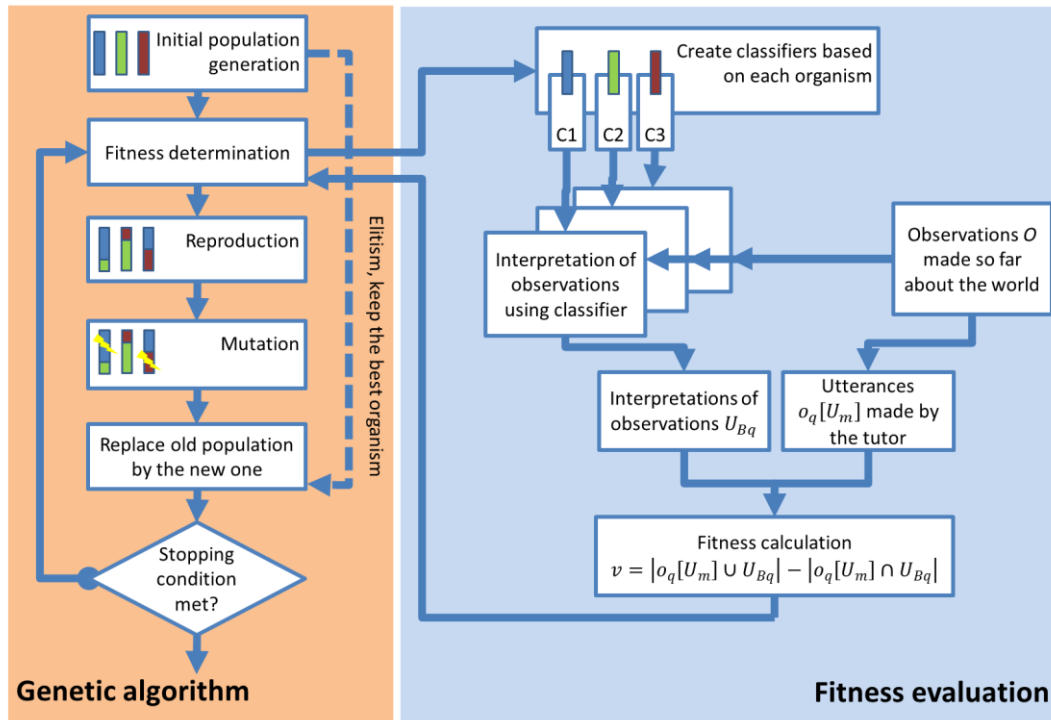 Initial population
generation
Fitness determination
Reproduction
Mutation
Replace old population
by the new one
Stopping
condition
met?
Elitism, keep the best organism
Genetic algorithm
Create classifiers based
on each organism
C1
C2
C3
Interpretation of
observations
using classifier
Observations O
made so far
about the world
Interpretations of
observations U_{Bq}
Utterances
o_q[U_m] made by
the tutor
Fitness calculation
v = |o_q[U_m] ∪ U_{Bq}| − |o_q[U_m] ∩ U_{Bq}|
Fitness evaluation